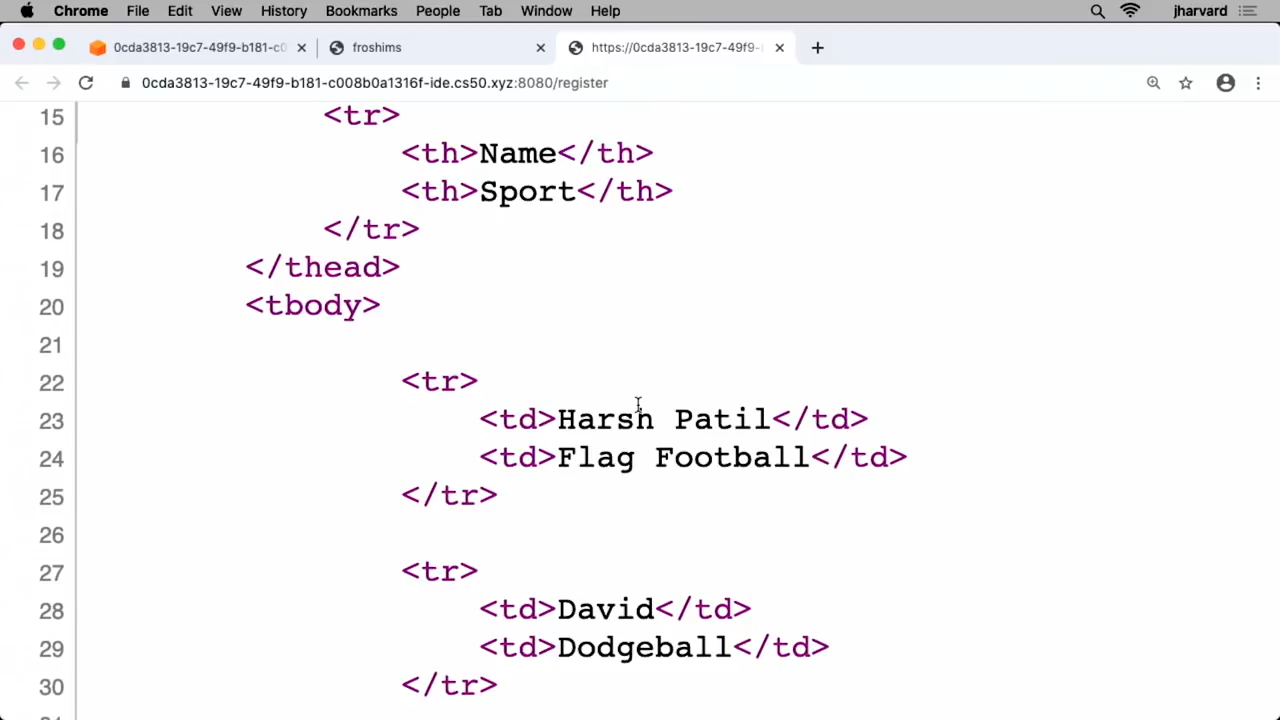 Chrome File Edit View History Bookmarks People Tab Window Help jharvard
0cda3813-19c7-49f9-b181-c0 froshims https://0cda3813-19c7-49f9-
0cda3813-19c7-49f9-b181-c008b0a1316f-ide.cs50.xyz:8080/register
15 <tr>
16 <th>Name</th>
17 <th>Sport</th>
18 </tr>
19 </thead>
20 <tbody>
21
22 <tr>
23 <td>Harsh Patil</td>
24 <td>Flag Football</td>
25 </tr>
26
27 <tr>
28 <td>David</td>
29 <td>Dodgeball</td>
30 </tr>